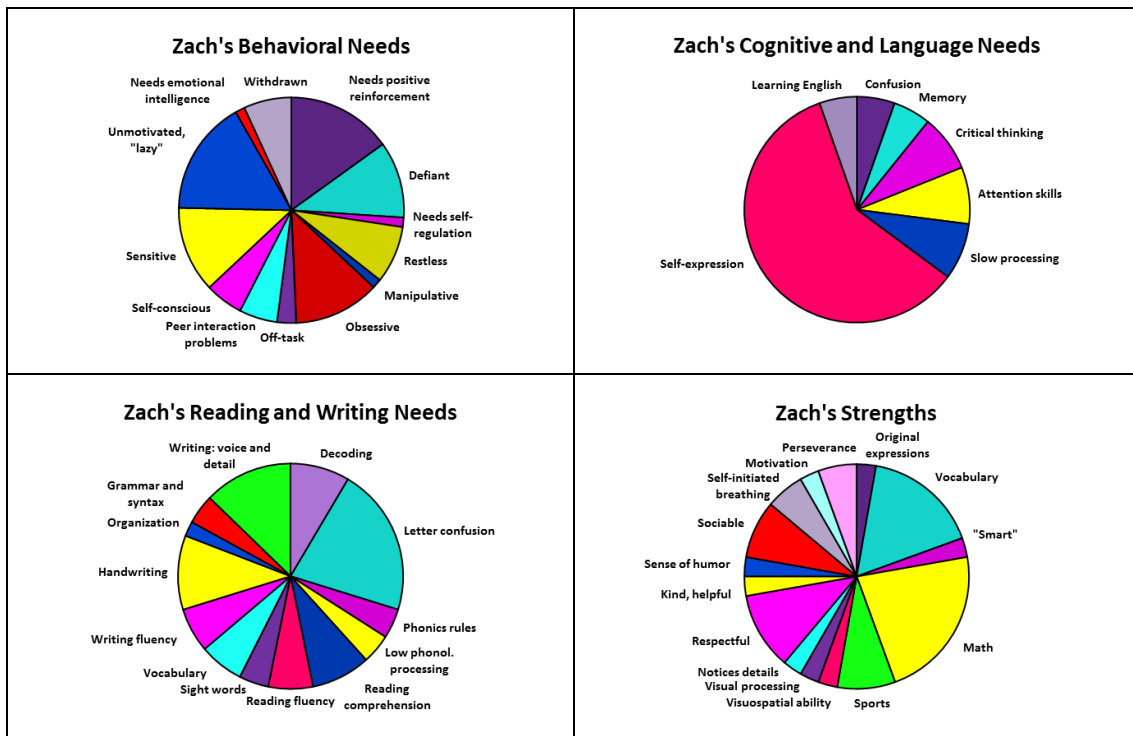 Zach's Behavioral Needs
Needs emotional
intelligence
Withdrawn
Needs positive
reinforcement
Unmotivated,
"lazy"
Defiant
Needs self-
regulation
Restless
Sensitive
Manipulative
Self-conscious
Obsessive
Peer interaction
problems
Off-task
Zach's Cognitive and Language Needs
Learning English
Confusion
Memory
Critical thinking
Attention skills
Slow processing
Self-expression
Zach's Reading and Writing Needs
Writing: voice and
detail
Decoding
Grammar and
syntax
Organization
Letter confusion
Handwriting
Phonics rules
Writing fluency
Low phonol.
processing
Vocabulary
Sight words
Reading fluency
Reading
comprehension
Zach's Strengths
Perseverance
Original
expressions
Motivation
Self-initiated
breathing
Vocabulary
Sociable
"Smart"
Sense of humor
Kind, helpful
Respectful
Math
Notices details
Visual processing
Visuospatial ability
Sports